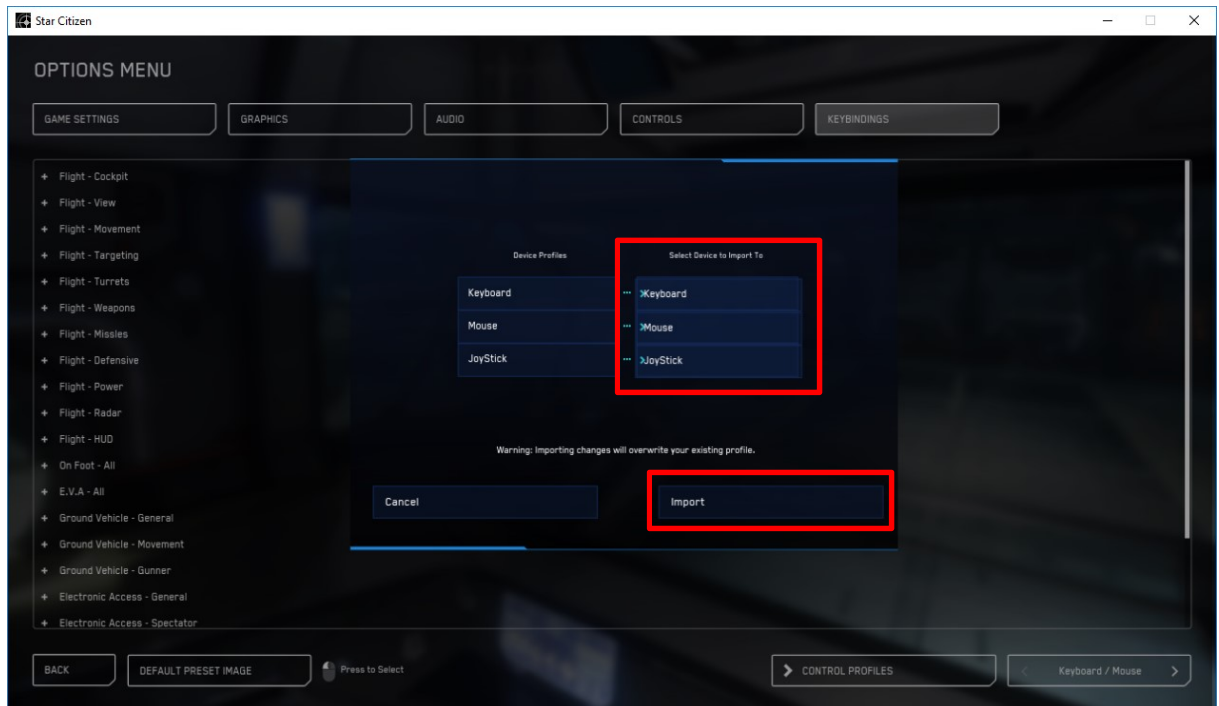 Star Citizen
OPTIONS MENU
GAME SETTINGS
GRAPHICS
AUDIO
CONTROLS
KEYBINDINGS
+ Flight - Cockpit
+ Flight - View
+ Flight - Movement
+ Flight - Targeting
+ Flight - Turrets
+ Flight - Weapons
+ Flight - Missles
+ Flight - Defensive
+ Flight - Power
+ Flight - Radar
+ Flight - HUD
+ On Foot - All
+ E.V.A - All
+ Ground Vehicle - General
+ Ground Vehicle - Movement
+ Ground Vehicle - Gunner
+ Electronic Access - General
+ Electronic Access - Spectator
Device Profiles
Select Device to Import To
Keyboard
Keyboard
Mouse
Mouse
JoyStick
JoyStick
Warning: Importing changes will overwrite your existing profile.
Cancel
Import
BACK
DEFAULT PRESET IMAGE
Press to Select
CONTROL PROFILES
Keyboard / Mouse